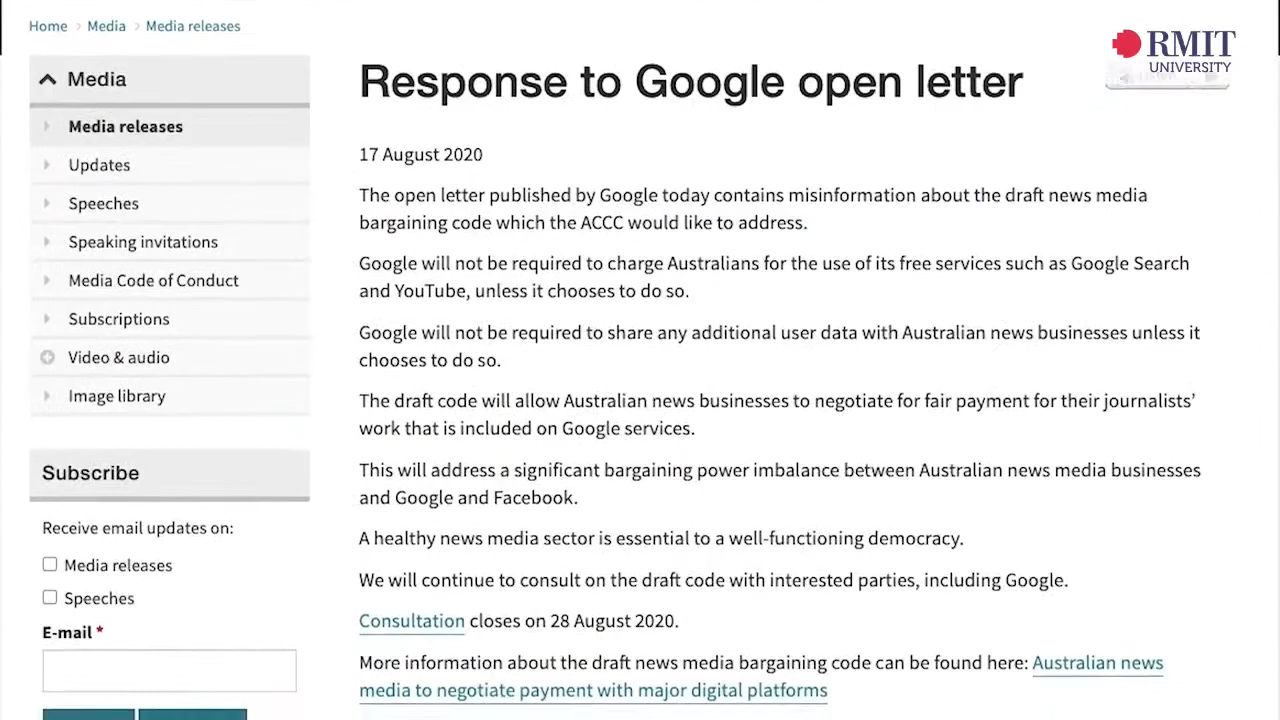 Home > Media > Media releases
RMIT
UNIVERSITY
Media
Media releases
Updates
Speeches
Speaking invitations
Media Code of Conduct
Subscriptions
Video & audio
Image library
Subscribe
Receive email updates on:
Media releases
Speeches
E-mail *
Response to Google open letter
17 August 2020
The open letter published by Google today contains misinformation about the draft news media
bargaining code which the ACCC would like to address.
Google will not be required to charge Australians for the use of its free services such as Google Search
and YouTube, unless it chooses to do so.
Google will not be required to share any additional user data with Australian news businesses unless it
chooses to do so.
The draft code will allow Australian news businesses to negotiate for fair payment for their journalists’
work that is included on Google services.
This will address a significant bargaining power imbalance between Australian news media businesses
and Google and Facebook.
A healthy news media sector is essential to a well-functioning democracy.
We will continue to consult on the draft code with interested parties, including Google.
Consultation closes on 28 August 2020.
More information about the draft news media bargaining code can be found here: Australian news
media to negotiate payment with major digital platforms